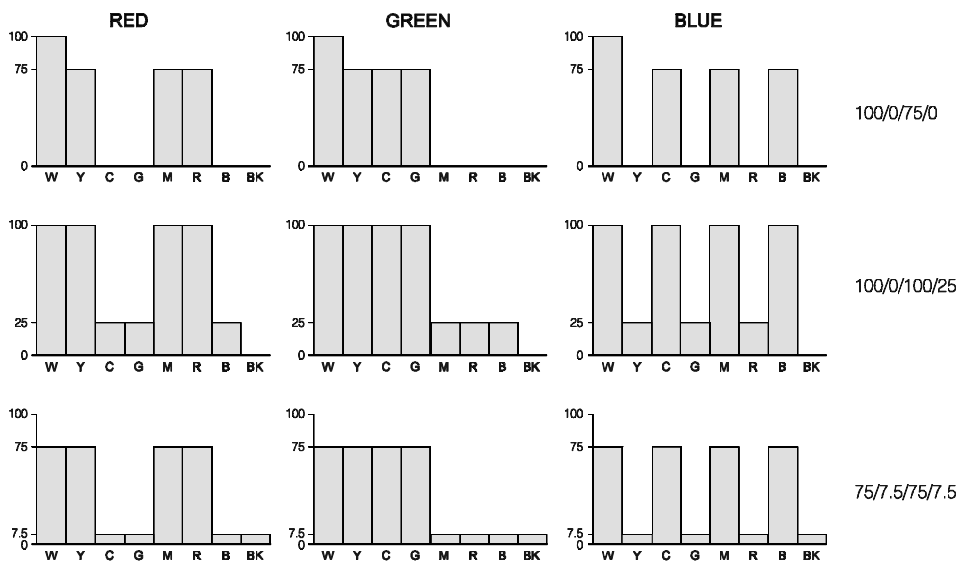 RED GREEN BLUE
100 100 100
75 75 75
100/0/75/0
0 0 0
W Y C G M R B BK W Y C G M R B BK W Y C G M R B BK
100 100 100
100/0/100/25
25 25 25
0 0 0
W Y C G M R B BK W Y C G M R B BK W Y C G M R B BK
100 100 100
75 75 75
75/7.5/75/7.5
7.5 7.5 7.5
0 0 0
W Y C G M R B BK W Y C G M R B BK W Y C G M R B BK